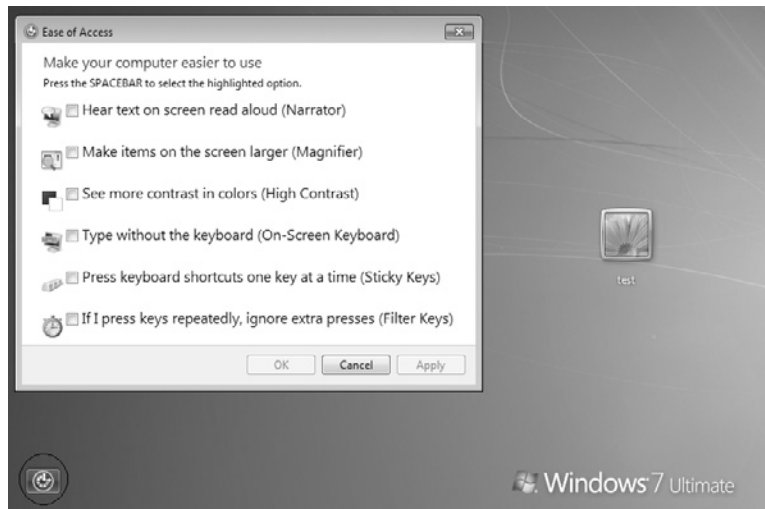 Ease of Access
Make your computer easier to use
Press the SPACEBAR to select the highlighted option.
Hear text on screen read aloud (Narrator)
Make items on the screen larger (Magnifier)
See more contrast in colors (High Contrast)
Type without the keyboard (On-Screen Keyboard)
Press keyboard shortcuts one key at a time (Sticky Keys)
If I press keys repeatedly, ignore extra presses (Filter Keys)
OK Cancel Apply
test
Windows 7 Ultimate